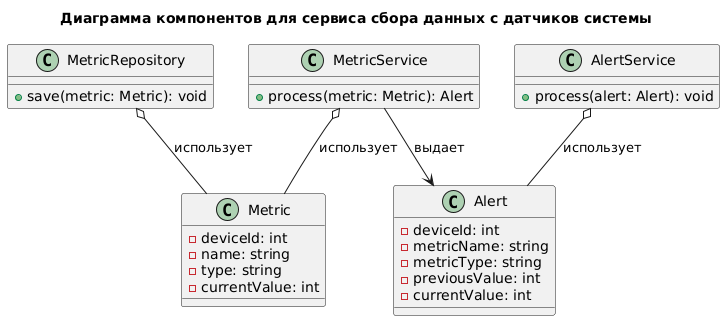 Диаграмма компонентов для сервиса сбора данных с датчиков системы
C MetricRepository
save(metric: Metric): void
C MetricService
process(metric: Metric): Alert
C AlertService
process(alert: Alert): void
использует
использует
выдает
использует
C Metric
deviceId: int
name: string
type: string
currentValue: int
C Alert
deviceId: int
metricName: string
metricType: string
previousValue: int
currentValue: int